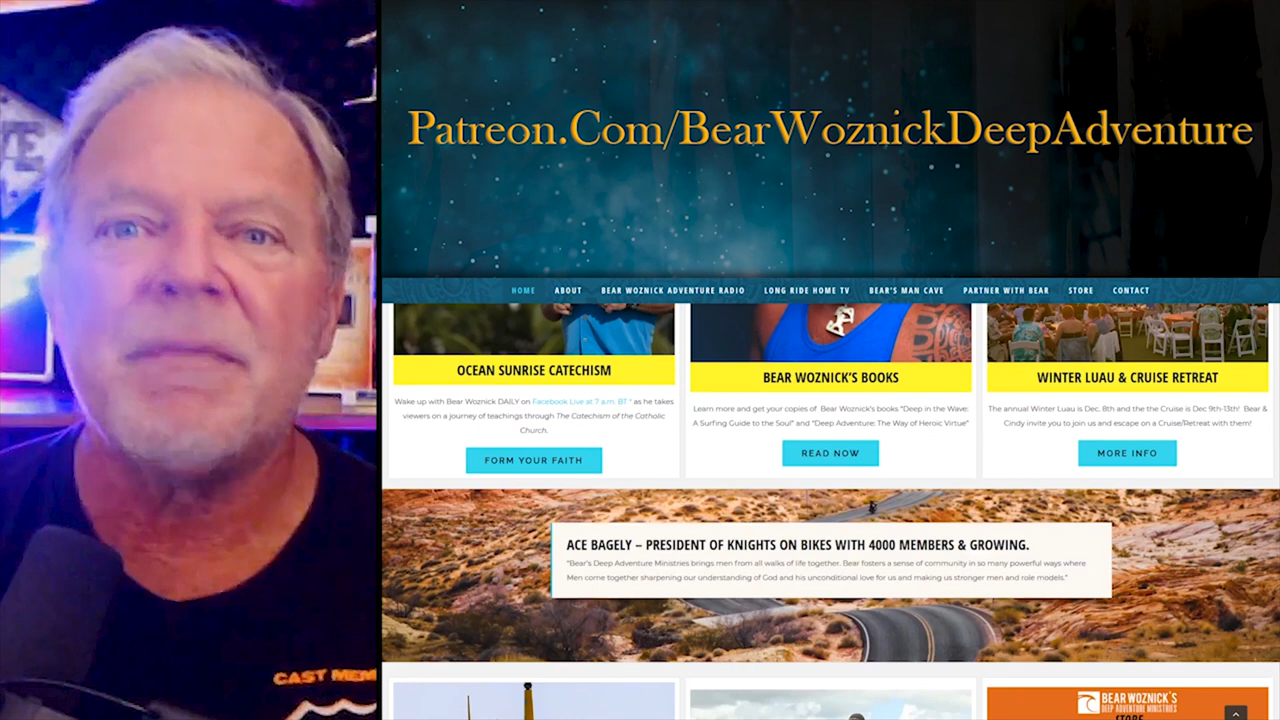 Patreon.Com/BearWoznickDeepAdventure
HOME ABOUT BEAR WOZNICK ADVENTURE RADIO LONG RIDE HOME TV BEAR'S MAN CAVE PARTNER WITH BEAR STORE CONTACT
OCEAN SUNRISE CATECHISM
Wake up with Bear Woznick DAILY on Facebook Live at 7 a.m. BT ° as he takes
viewers on a journey of teachings through The Catechism of the Catholic
Church.
FORM YOUR FAITH
BEAR WOZNICK'S BOOKS
Learn more and get your copies of Bear Woznick's books "Deep in the Wave:
A Surfing Guide to the Soul" and "Deep Adventure: The Way of Heroic Virtue"
READ NOW
WINTER LUAU & CRUISE RETREAT
The annual Winter Luau is Dec. 8th and the the Cruise is Dec 9th-13th! Bear &
Cindy invite you to join us and escape on a Cruise/Retreat with them!
MORE INFO
ACE BAGELY – PRESIDENT OF KNIGHTS ON BIKES WITH 4000 MEMBERS & GROWING.
"Bear's Deep Adventure Ministries brings men from all walks of life together. Bear fosters a sense of community in so many powerful ways where
Men come together sharpening our understanding of God and his unconditional love for us and making us stronger men and role models."
CAST MEM
BEAR WOZNICK'S
DEEP ADVENTURE MINISTRIES
STORE